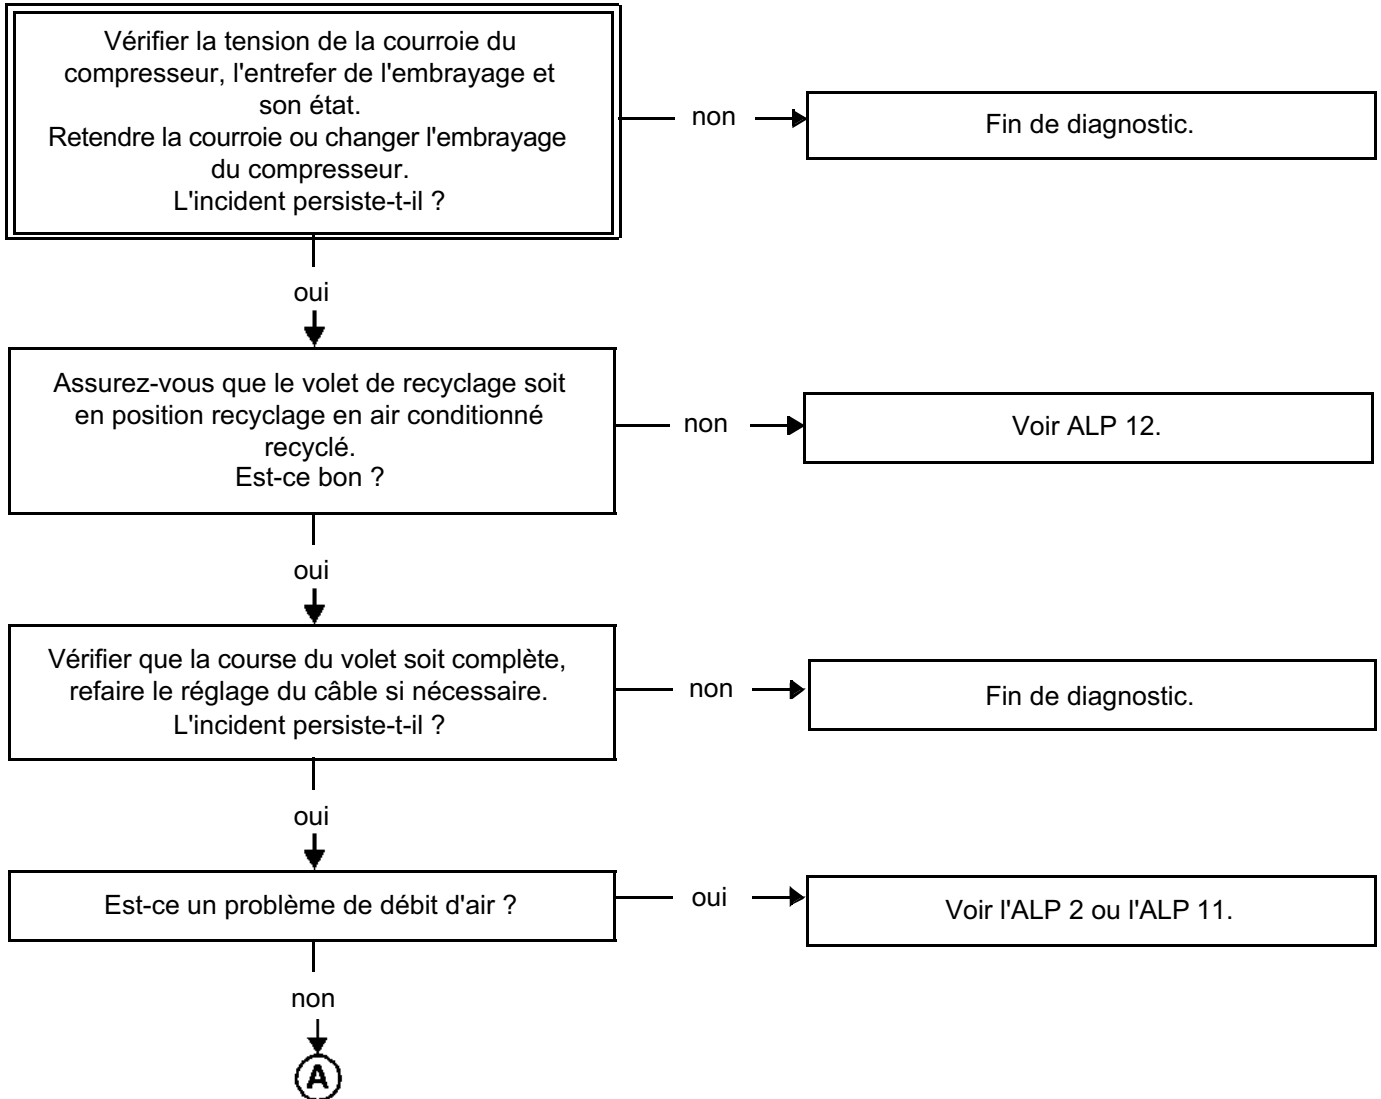 Vérifier la tension de la courroie du
compresseur, l'entrefer de l'embrayage et
son état.
Retendre la courroie ou changer l'embrayage
du compresseur.
L'incident persiste-t-il ?
non
Fin de diagnostic.
oui
Assurez-vous que le volet de recyclage soit
en position recyclage en air conditionné
recyclé.
Est-ce bon ?
non
Voir ALP 12.
oui
Vérifier que la course du volet soit complète,
refaire le réglage du câble si nécessaire.
L'incident persiste-t-il ?
non
Fin de diagnostic.
oui
Est-ce un problème de débit d'air ?
oui
Voir l'ALP 2 ou l'ALP 11.
non
A